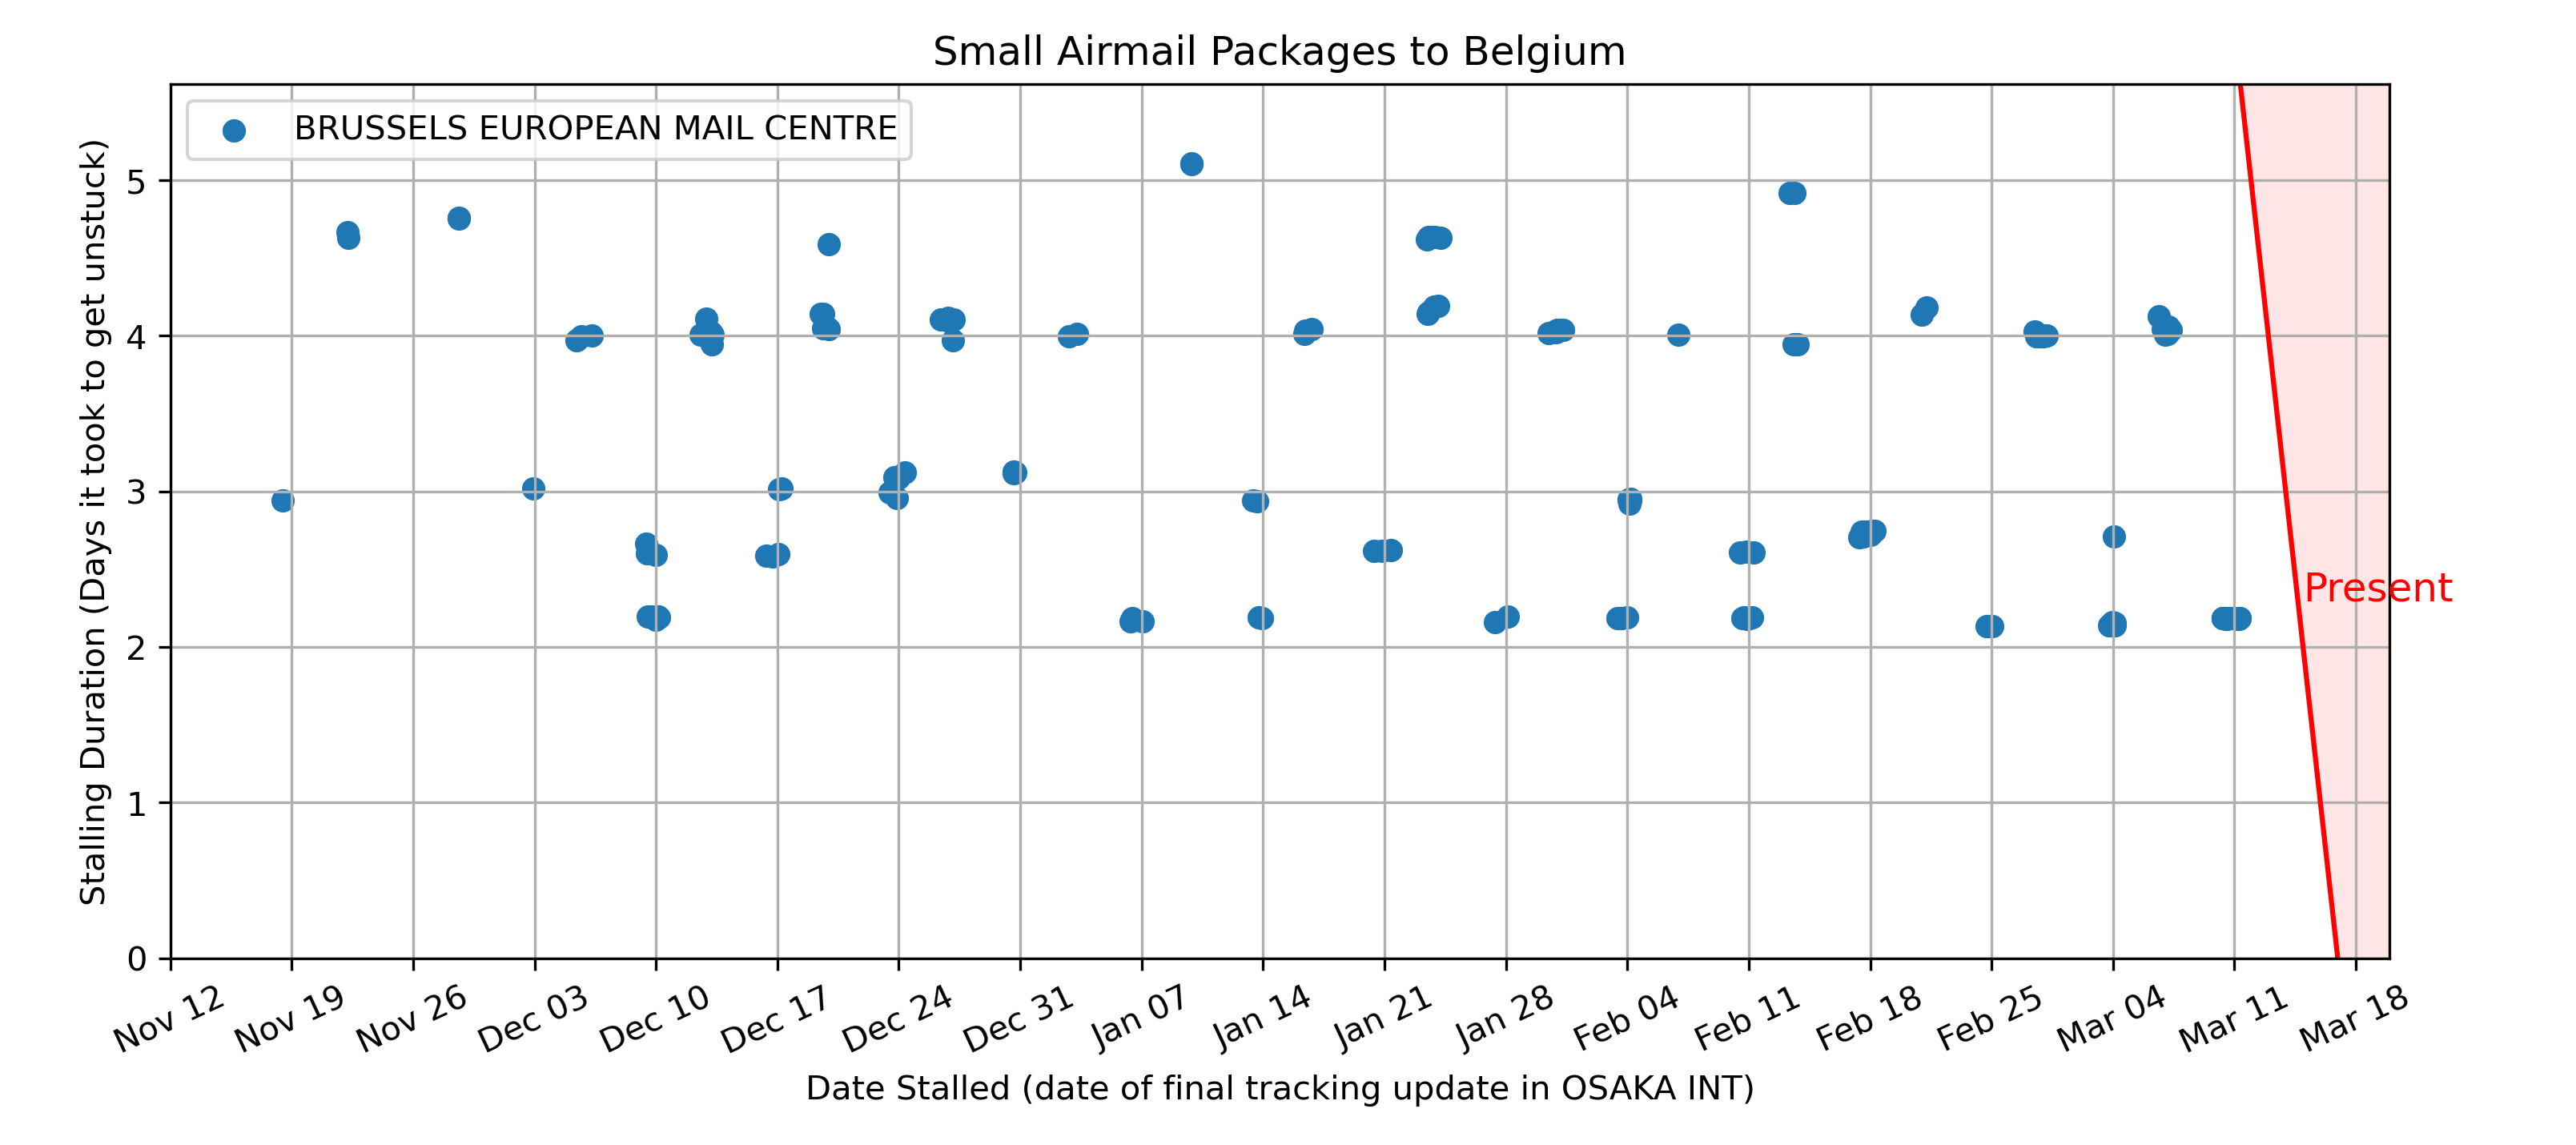 Small Airmail Packages to Belgium
BRUSSELS EUROPEAN MAIL CENTRE
Stalling Duration (Days it took to get unstuck)
5
4
3
2
1
0
Present
Nov 12
Nov 19
Nov 26
Dec 03
Dec 10
Dec 17
Dec 24
Dec 31
Jan 07
Jan 14
Jan 21
Jan 28
Feb 04
Feb 11
Feb 18
Feb 25
Mar 04
Mar 11
Mar 18
Date Stalled (date of final tracking update in OSAKA INT)